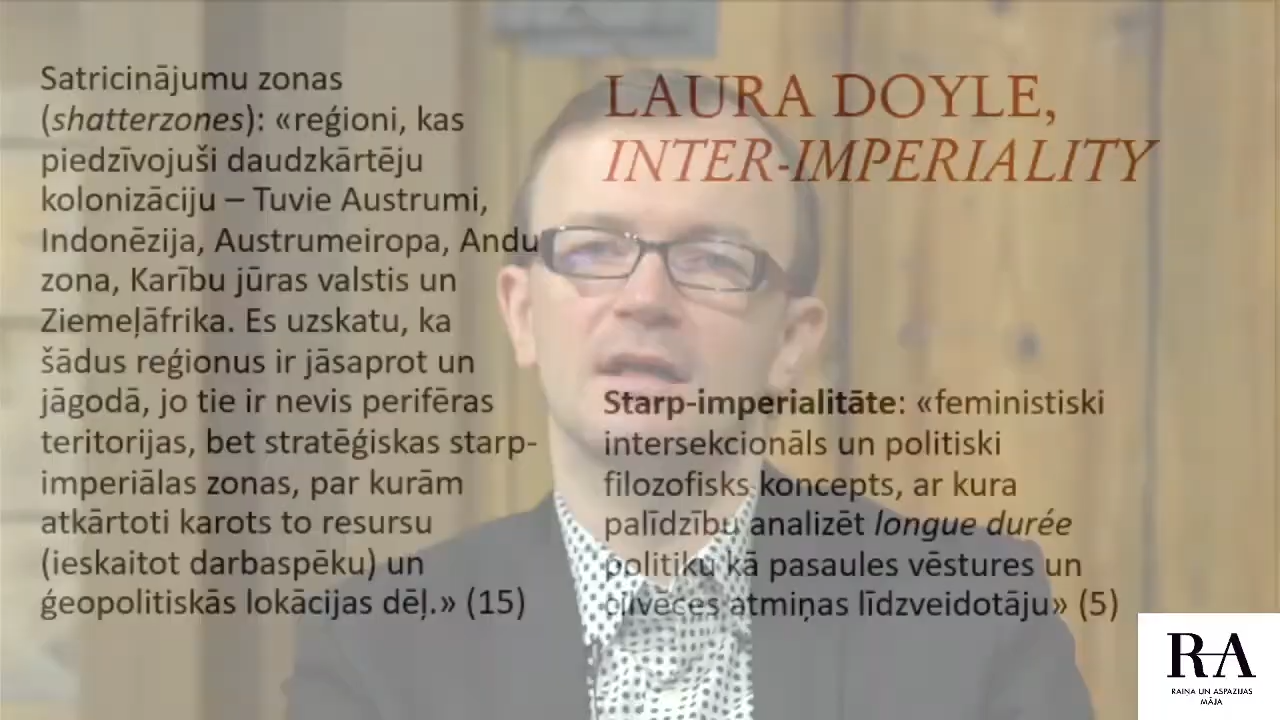 Satricinājumu zonas
(shatterzones): «reģioni, kas
piedzīvojuši daudzkārtēju
kolonizāciju – Tuvie Austrumi,
Indonēzija, Austrumeiropa, Andu
zona, Karību jūras valstis un
Ziemeļāfrika. Es uzskatu, ka
šādus reģionus ir jāsaprot un
jāgodā, jo tie ir nevis perifēras
teritorijas, bet stratēģiskas starp-
imperiālas zonas, par kurām
atkārtoti karots to resursu
(ieskaitot darbaspēku) un
ģeopolitiskās lokācijas dēļ.» (15)
LAURA DOYLE,
INTER-IMPERIALITY
Starp-imperialitāte: «feministiski
intersekcionāls un politiski
filozofisks koncepts, ar kura
palīdzību analizēt longue durée
politiku kā pasaules vēstures un
cilvēces atmiņas līdzveidotāju» (5)
RA
RAIŅA UN ASPAZIJAS
MĀJA